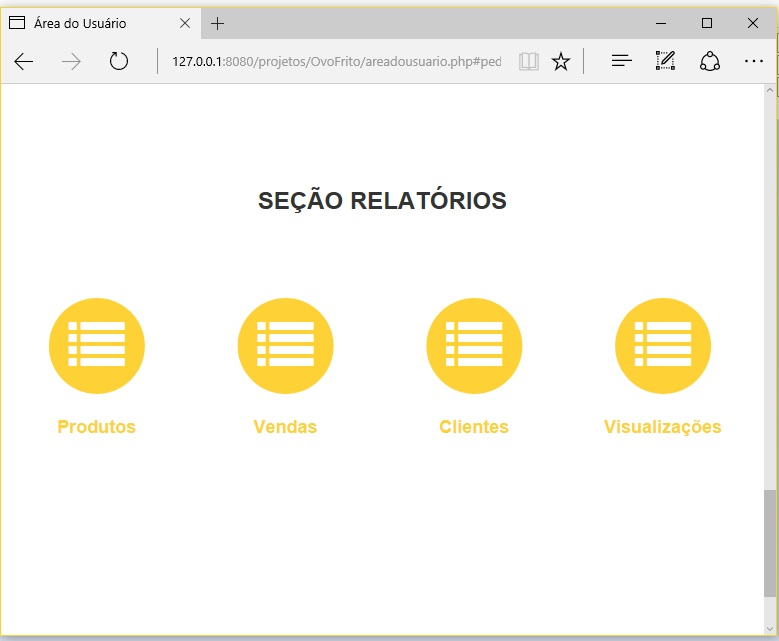 Área do Usuário
127.0.0.1:8080/projetos/OvoFrito/areadousuario.php#ped
SEÇÃO RELATÓRIOS
Produtos Vendas Clientes Visualizações